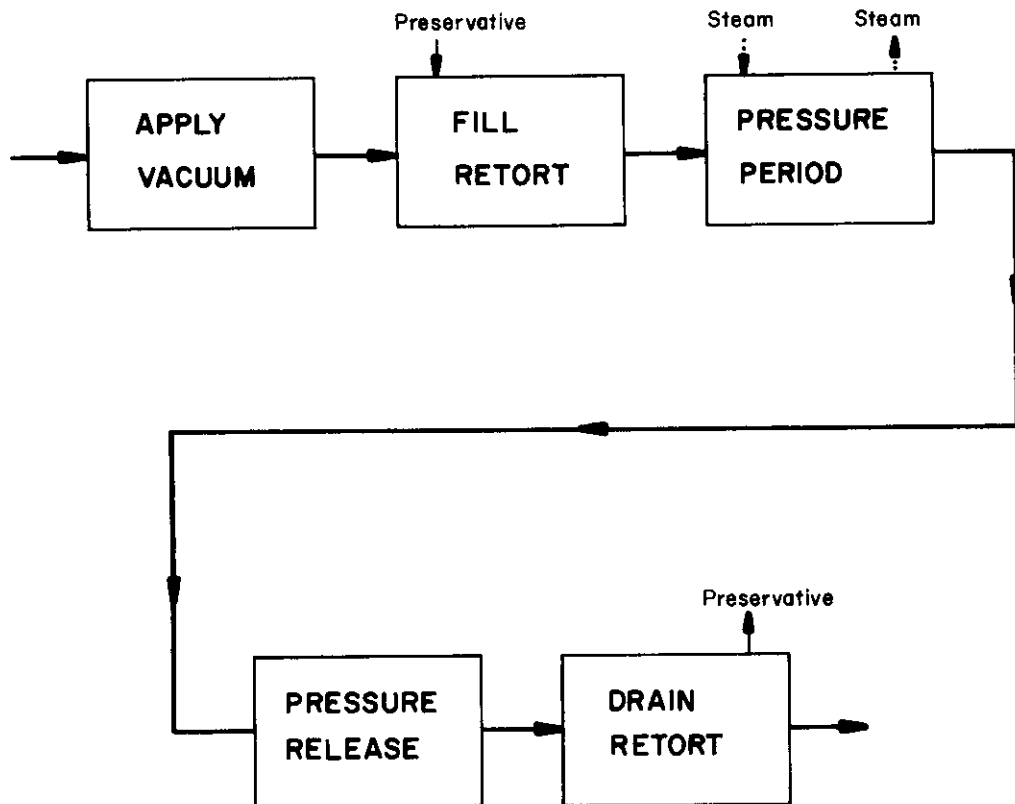 Preservative
Steam
Steam
APPLY
VACUUM
FILL
RETORT
PRESSURE
PERIOD
Preservative
PRESSURE
RELEASE
DRAIN
RETORT